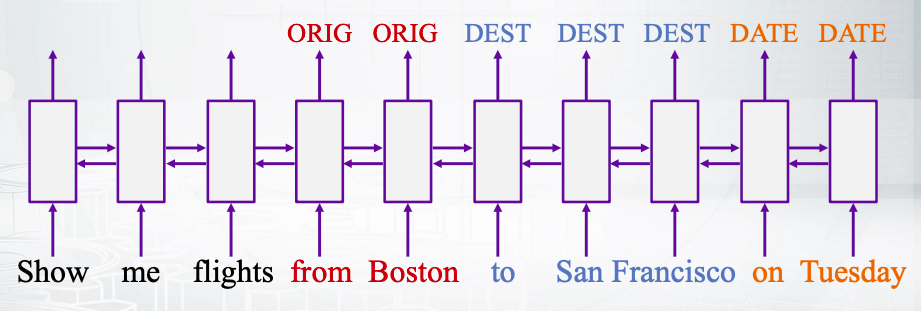 ORIG ORIG DEST DEST DEST DATE DATE
Show me flights from Boston to San Francisco on Tuesday